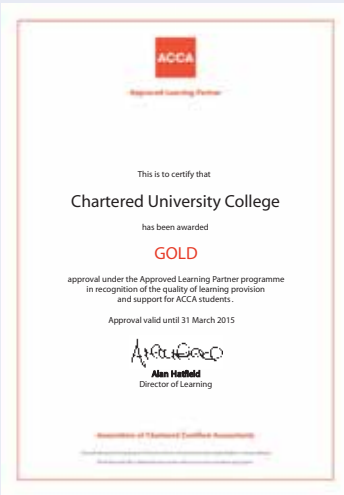 ACCA
Approved Learning Partner
This is to certify that
Chartered University College
has been awarded
GOLD
approval under the Approved Learning Partner programme
in recognition of the quality of learning provision
and support for ACCA students.
Approval valid until 31 March 2015
Alan Hatfield
Director of Learning
Association of Chartered Certified Accountants